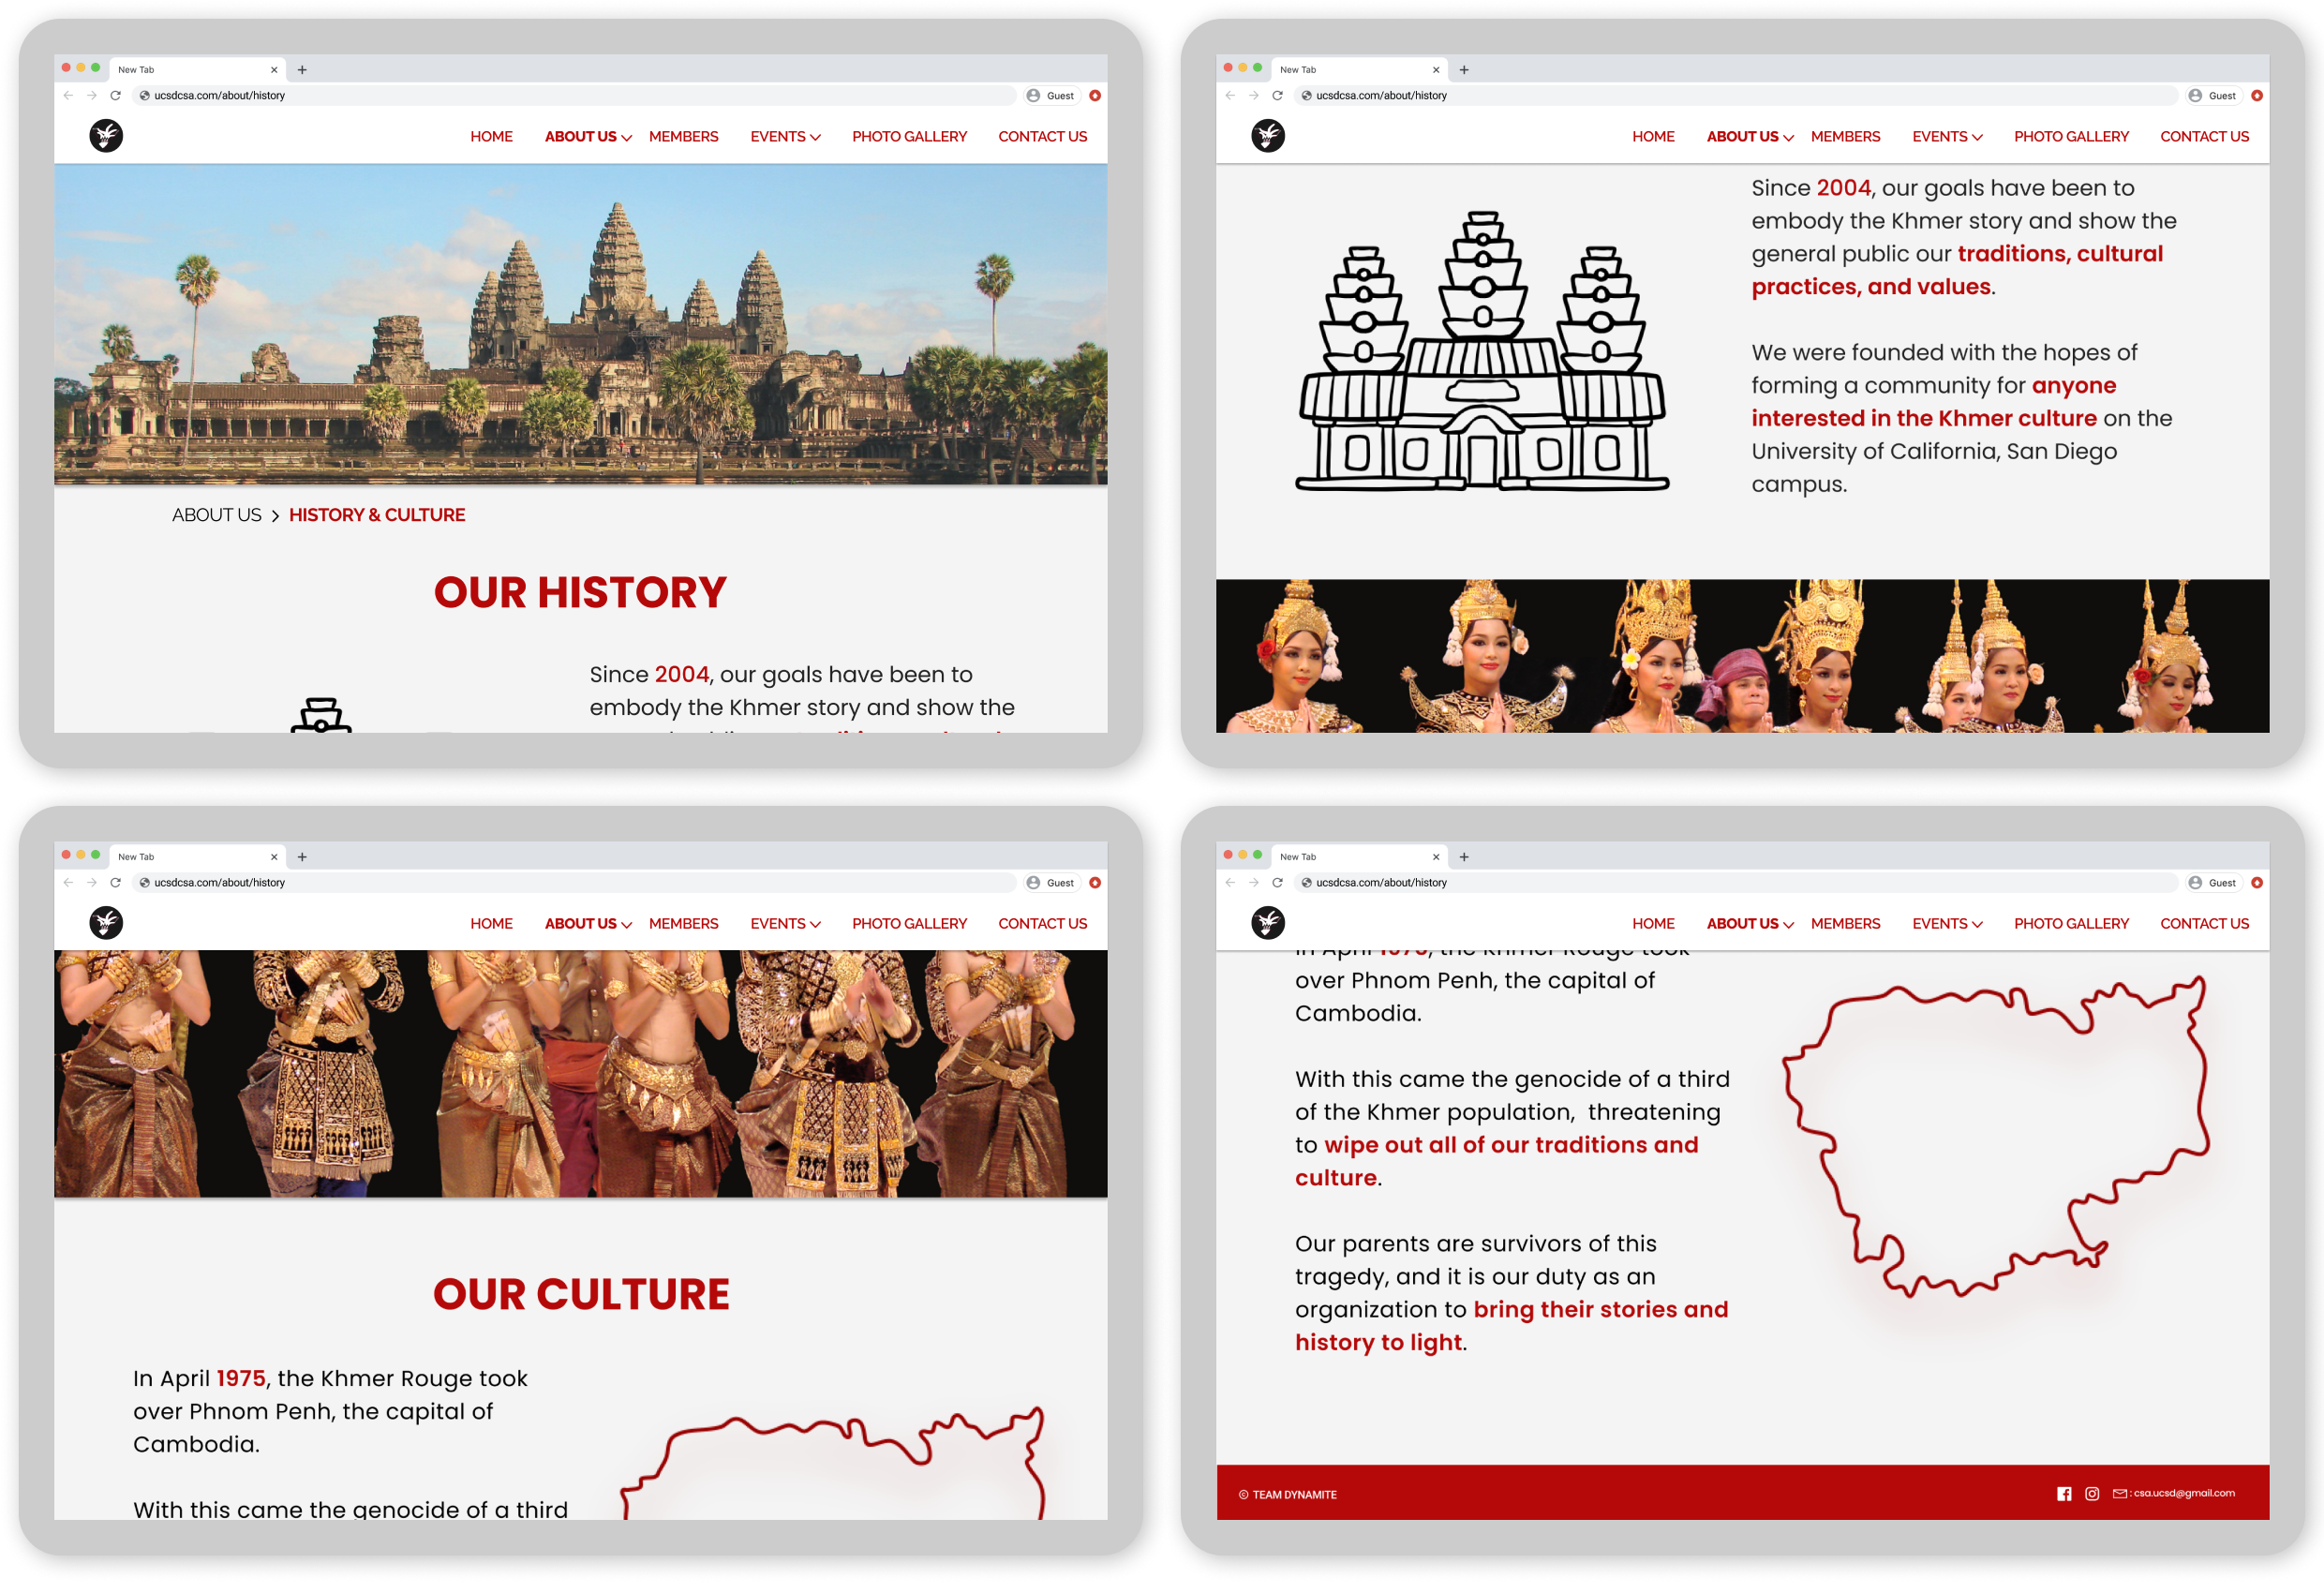 New Tab
ucsdcsa.com/about/history
Guest
HOME ABOUT US MEMBERS EVENTS PHOTO GALLERY CONTACT US
ABOUT US > HISTORY & CULTURE
OUR HISTORY
Since 2004, our goals have been to
embody the Khmer story and show the
New Tab
ucsdcsa.com/about/history
Guest
HOME ABOUT US MEMBERS EVENTS PHOTO GALLERY CONTACT US
Since 2004, our goals have been to
embody the Khmer story and show the
general public our traditions, cultural
practices, and values.
We were founded with the hopes of
forming a community for anyone
interested in the Khmer culture on the
University of California, San Diego
campus.
New Tab
ucsdcsa.com/about/history
Guest
HOME ABOUT US MEMBERS EVENTS PHOTO GALLERY CONTACT US
OUR CULTURE
In April 1975, the Khmer Rouge took
over Phnom Penh, the capital of
Cambodia.
With this came the genocide of a third
New Tab
ucsdcsa.com/about/history
Guest
HOME ABOUT US MEMBERS EVENTS PHOTO GALLERY CONTACT US
In April 1975, the Khmer Rouge took
over Phnom Penh, the capital of
Cambodia.
With this came the genocide of a third
of the Khmer population,  threatening
to wipe out all of our traditions and
culture.
Our parents are survivors of this
tragedy, and it is our duty as an
organization to bring their stories and
history to light.
© TEAM DYNAMITE
: csa.ucsd@gmail.com